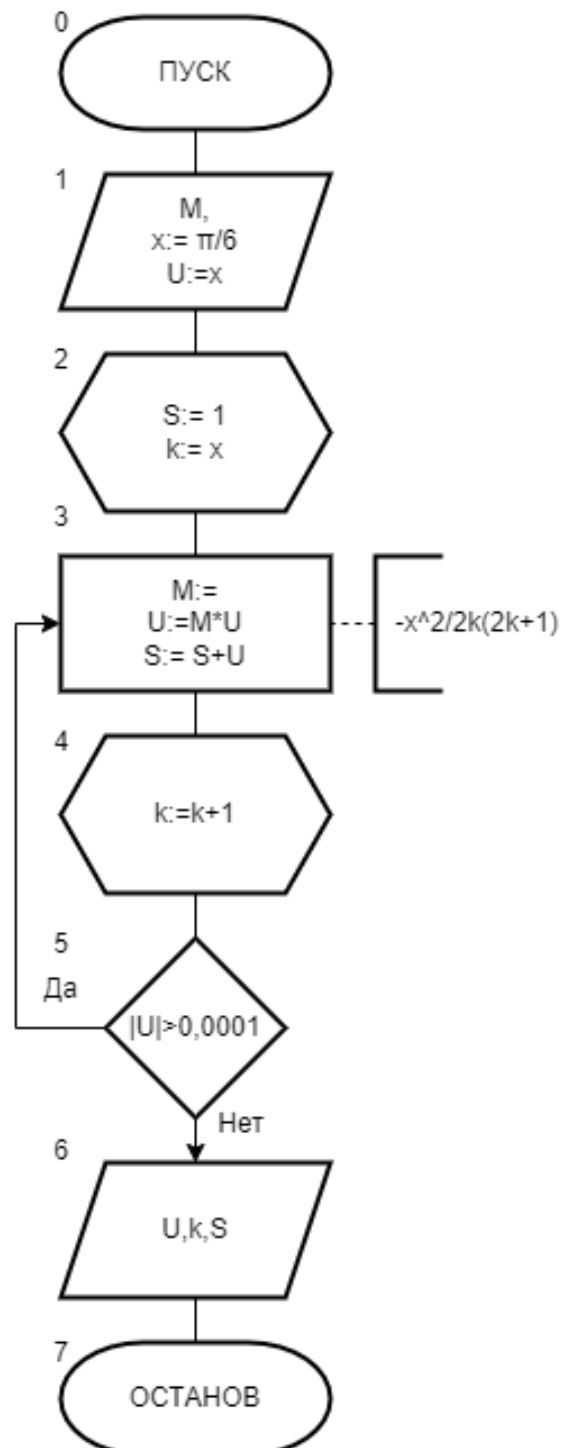 0
ПУСК
1
M,
x:= π/6
U:=x
2
S:= 1
k:= x
3
M:=
U:=M*U
S:= S+U
-x^2/2k(2k+1)
4
k:=k+1
5
Да
|U|>0,0001
Нет
6
U,k,S
7
ОСТАНОВ